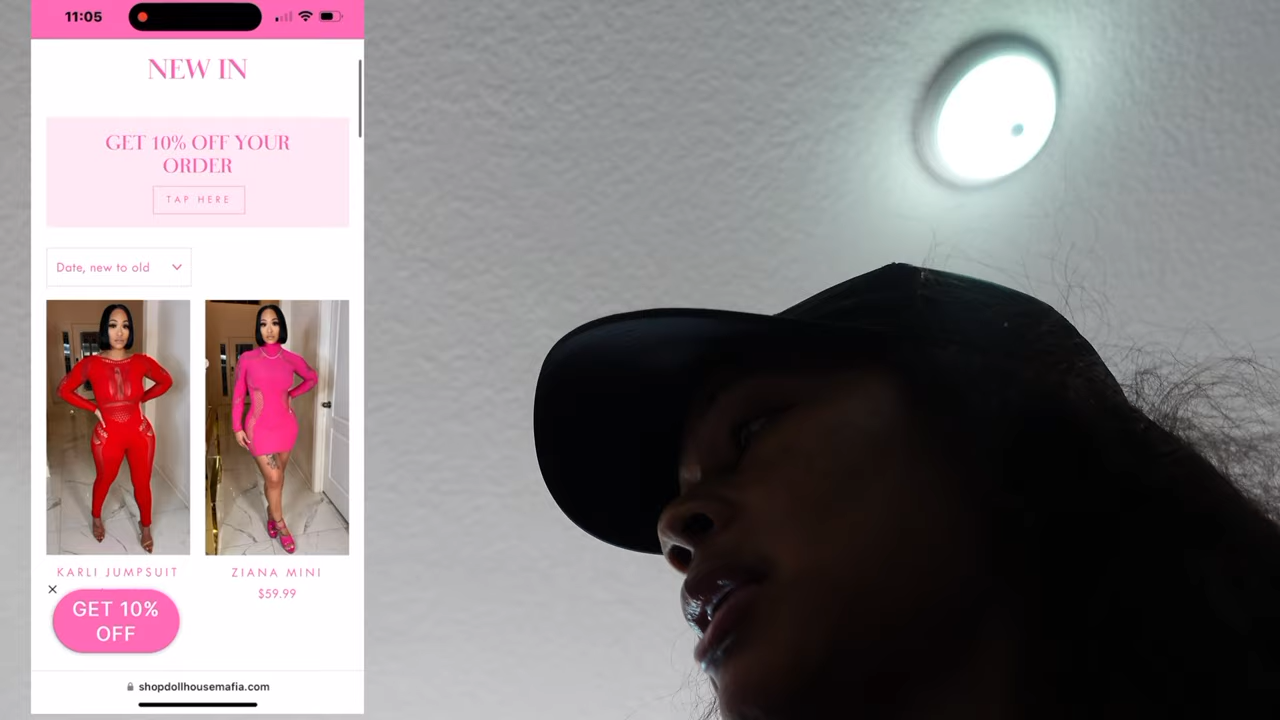 11:05
NEW IN
GET 10% OFF YOUR
ORDER
TAP HERE
Date, new to old
KARLI JUMPSUIT
ZIANA MINI
$59.99
GET 10%
OFF
shopdollhousemafia.com